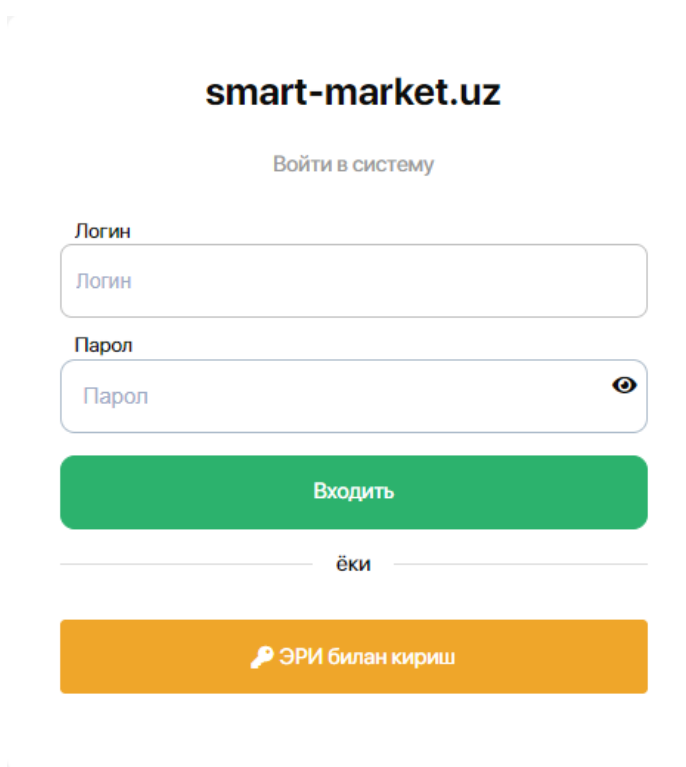 smart-market.uz
Войти в систему
Логин
Логин
Парол
Парол
Входить
ёки
ЭРИ билан кириш